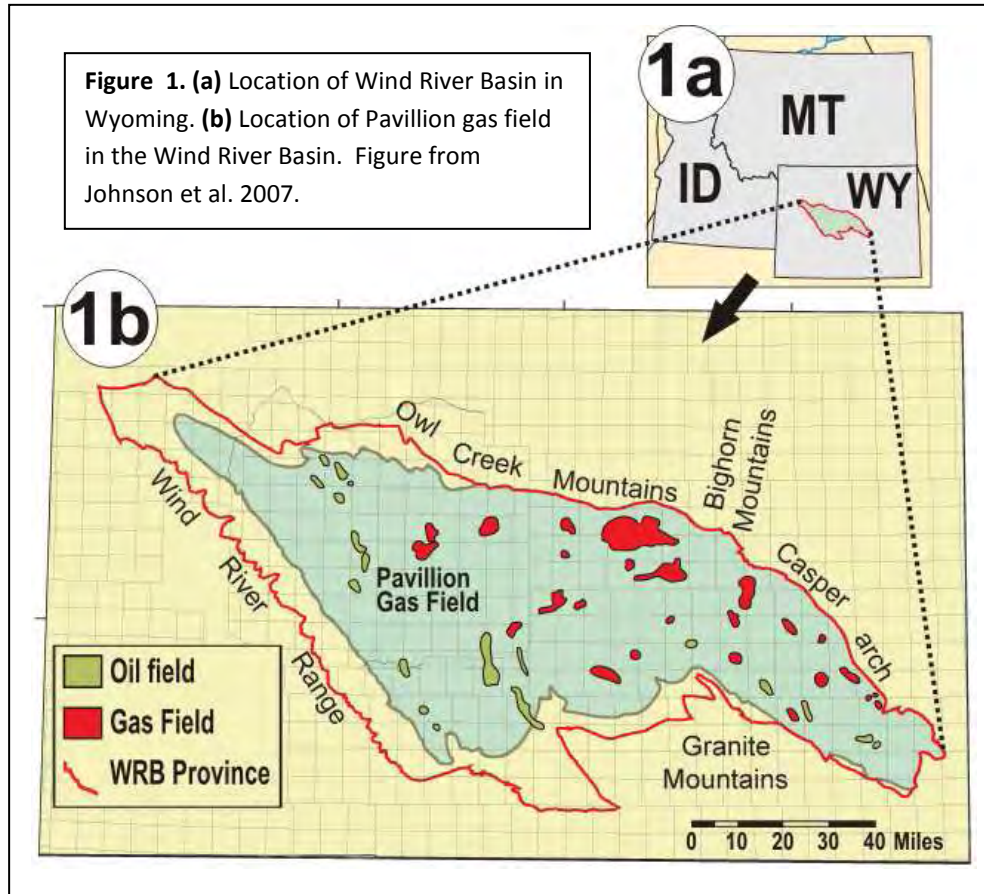 Figure 1. (a) Location of Wind River Basin in
Wyoming. (b) Location of Pavillion gas field
in the Wind River Basin. Figure from
Johnson et al. 2007.
1a
MT
ID
WY
1b
Owl
Creek
Mountains
Bighorn
Mountains
Casper
arch
Wind
River
Range
Pavillion
Gas Field
Granite
Mountains
Oil field
Gas Field
WRB Province
0 10 20 40 Miles